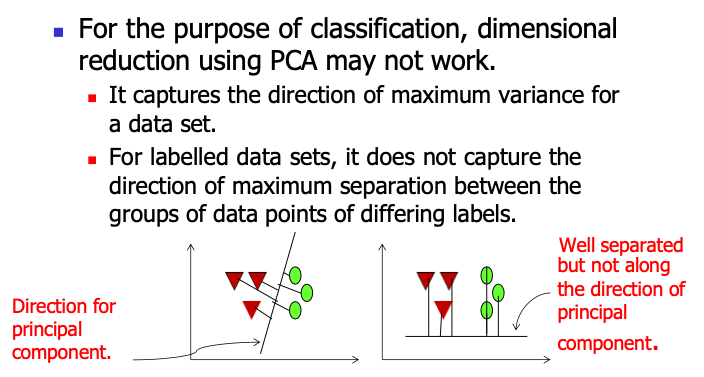 For the purpose of classification, dimensional
reduction using PCA may not work.
It captures the direction of maximum variance for
a data set.
For labelled data sets, it does not capture the
direction of maximum separation between the
groups of data points of differing labels.
Direction for
principal
component.
Well separated
but not along
the direction of
principal
component.